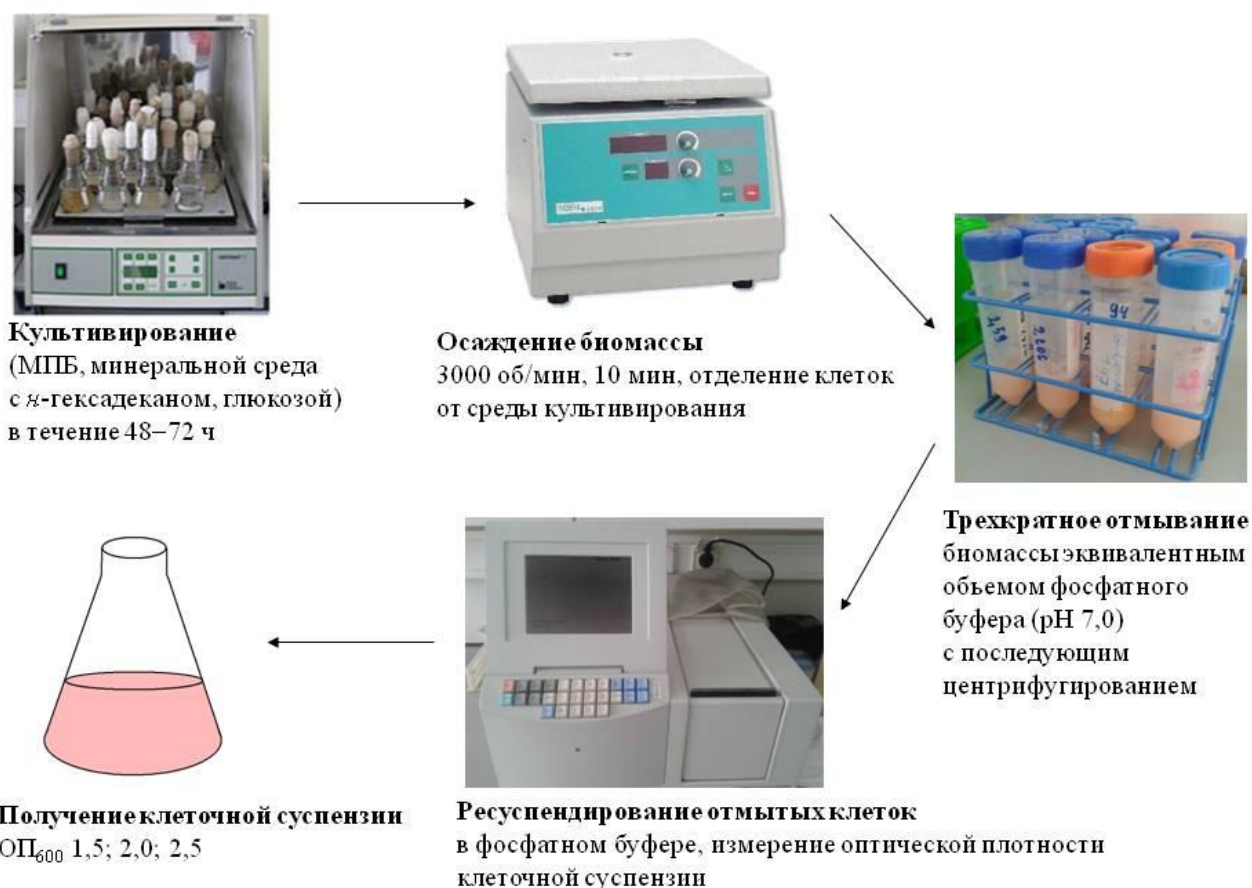 Культивирование
(МПБ, минеральной среда
с н-гексадеканом, глюкозой)
в течение 48–72 ч
Осаждение биомассы
3000 об/мин, 10 мин, отделение клеток
от среды культивирования
94
Трехкратное отмывание
биомассы эквивалентным
объемом фосфатного
буфера (рН 7,0)
с последующим
центрифугированием
Получение клеточной суспензии
ОП600 1,5; 2,0; 2,5
Ресуспендирование отмытых клеток
в фосфатном буфере, измерение оптической плотности
клеточной суспензии